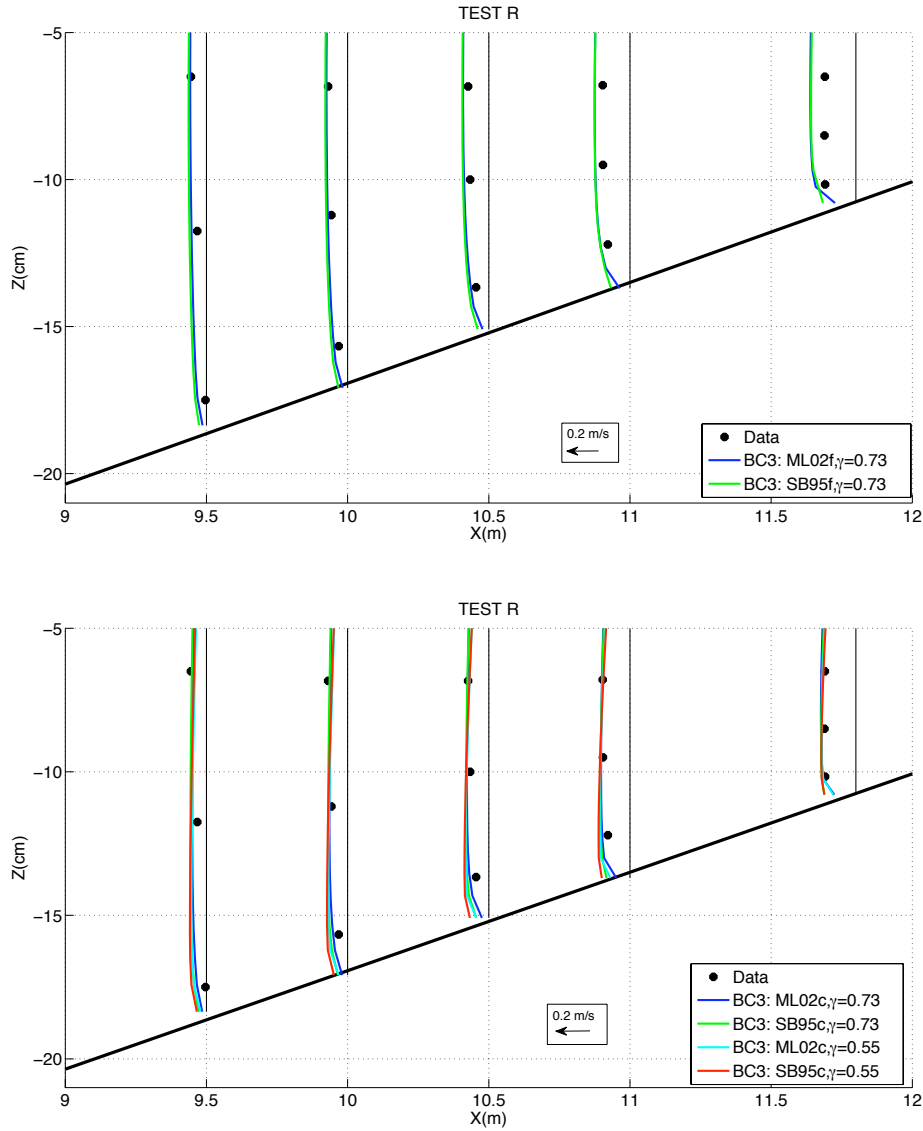 TEST R
−5
−10
−15
−20
Z(cm)
0.2 m/s
Data
BC3: ML02f,γ=0.73
BC3: SB95f,γ=0.73
9 9.5 10 10.5 11 11.5 12
X(m)
TEST R
−5
−10
−15
−20
Z(cm)
0.2 m/s
Data
BC3: ML02c,γ=0.73
BC3: SB95c,γ=0.73
BC3: ML02c,γ=0.55
BC3: SB95c,γ=0.55
9 9.5 10 10.5 11 11.5 12
X(m)